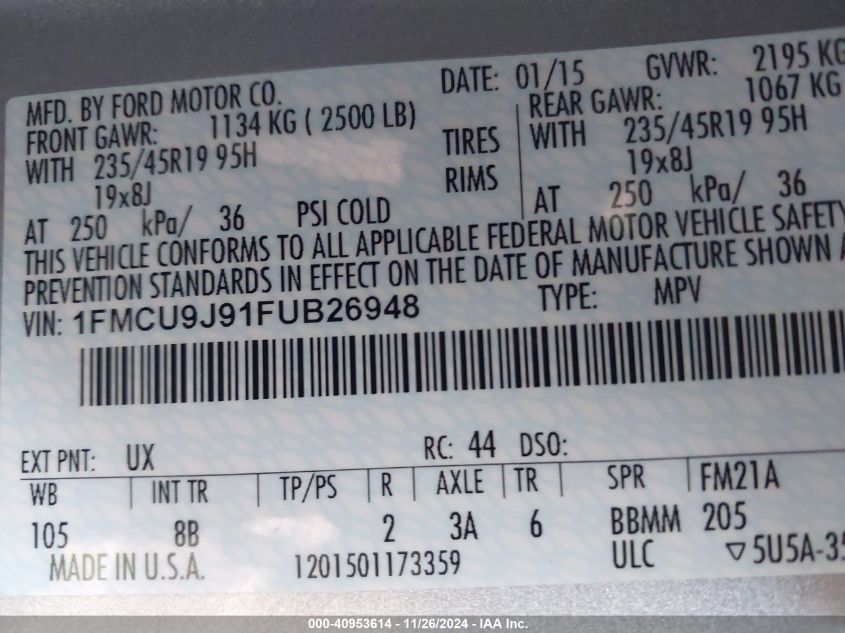 MFD. BY FORD MOTOR CO. DATE: 01/15 GVWR: 2195 KG
FRONT GAWR: 1134 KG ( 2500 LB) REAR GAWR: 1067 KG
WITH 235/45R19 95H TIRES WITH 235/45R19 95H
19x8J RIMS 19x8J
AT 250 kPa/ 36 PSI COLD AT 250 kPa/ 36
THIS VEHICLE CONFORMS TO ALL APPLICABLE FEDERAL MOTOR VEHICLE SAFETY
PREVENTION STANDARDS IN EFFECT ON THE DATE OF MANUFACTURE SHOWN
VIN: 1FMCU9J91FUB26948 TYPE: MPV
EXT PNT: UX RC: 44 DSO:
WB INT TR TP/PS R AXLE TR SPR FM21A
105 8B 2 3A 6 BBMM 205
MADE IN U.S.A. 1201501173359 ULC ▽5U5A-35
000-40953614 - 11/26/2024 - IAA Inc.